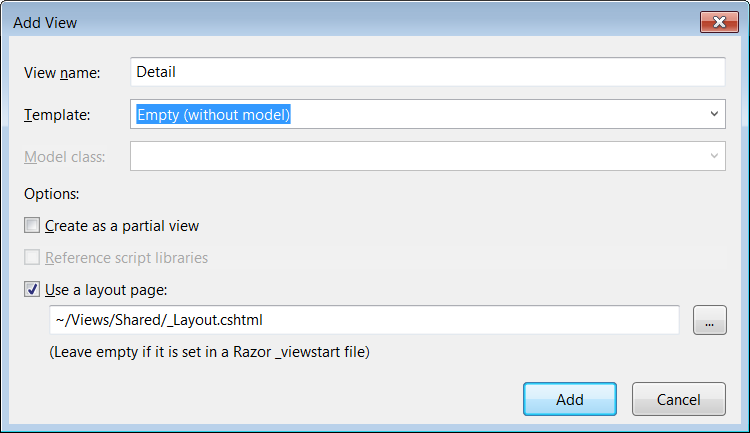 Add View
View name: Detail
Template: Empty (without model)
Model class:
Options:
Create as a partial view
Reference script libraries
Use a layout page:
~/Views/Shared/_Layout.cshtml ...
(Leave empty if it is set in a Razor _viewstart file)
Add Cancel